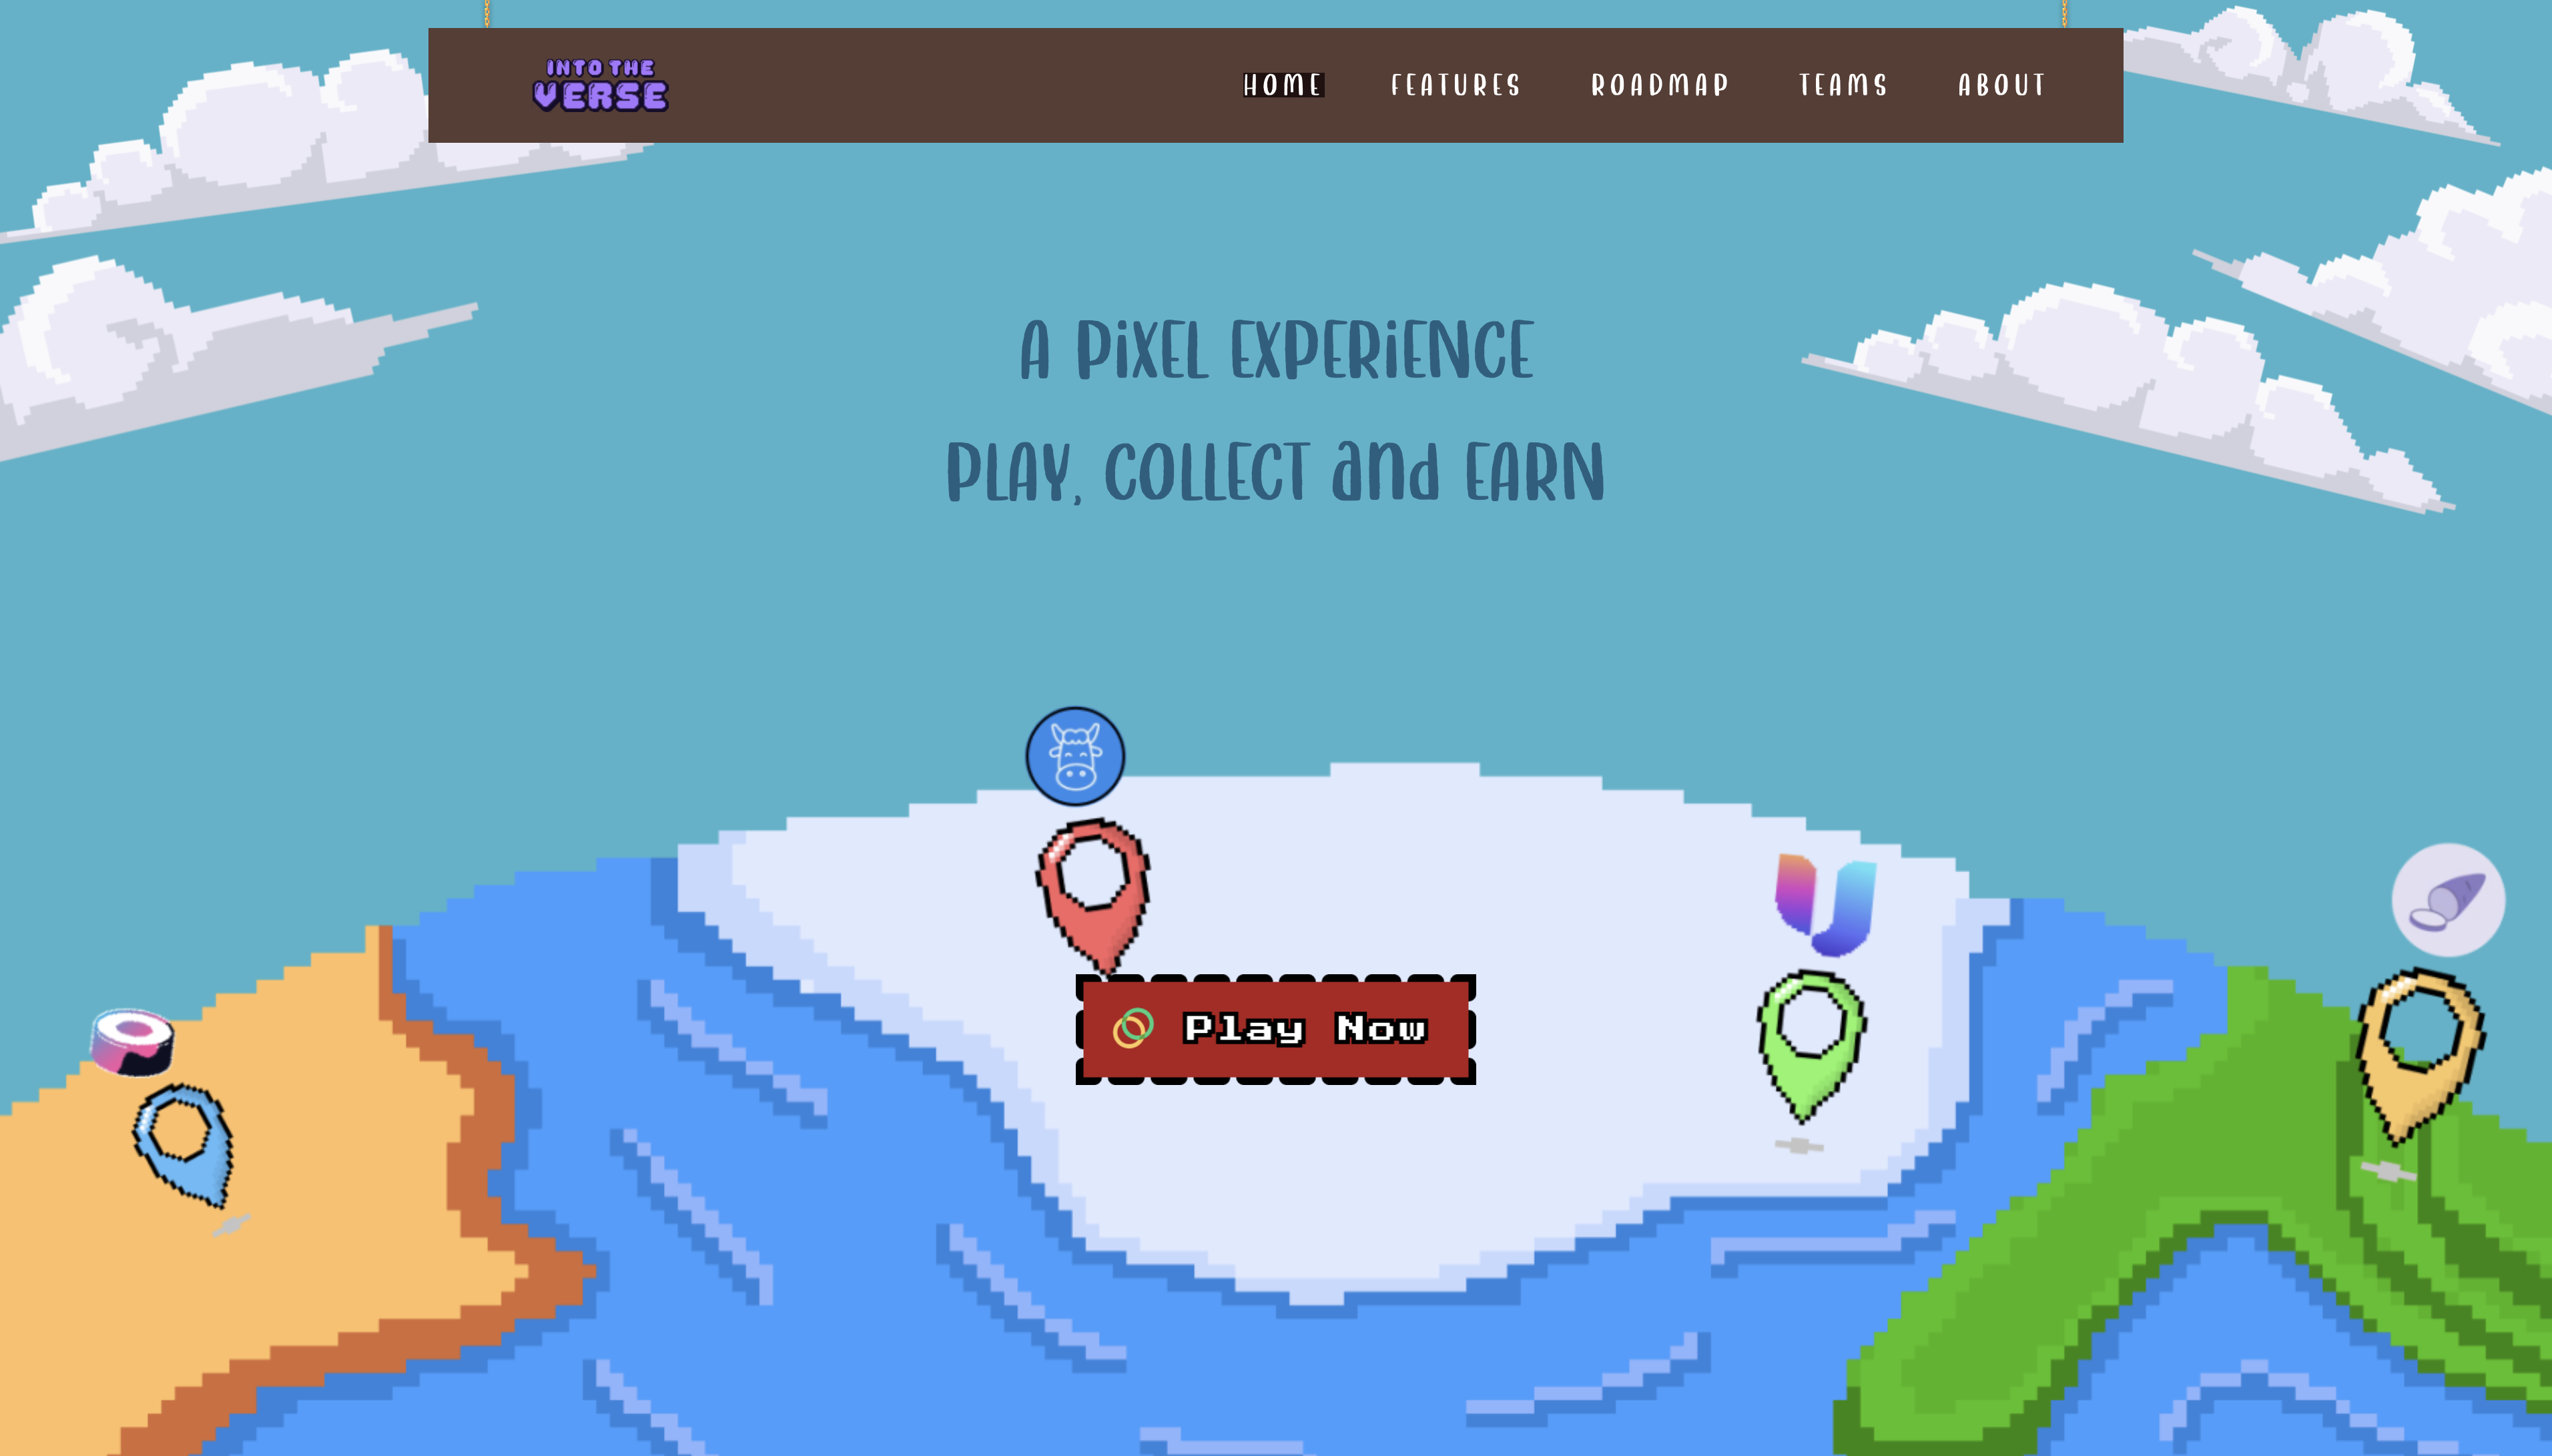 INTO THE
VERSE
HOME FEATURES ROADMAP TEAMS ABOUT
A PiXEL EXPERiENCE
PLAY, COLLECT and EARN
Play Now